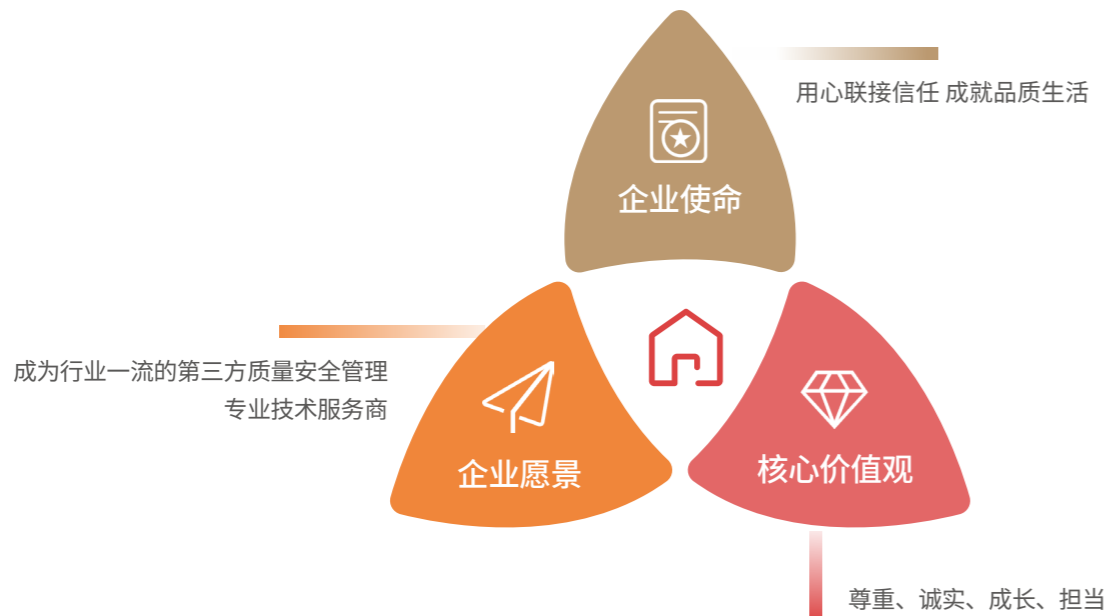 用心联接信任 成就品质生活
企业使命
成为行业一流的第三方质量安全管理
专业技术服务商
企业愿景
核心价值观
尊重、诚实、成长、担当